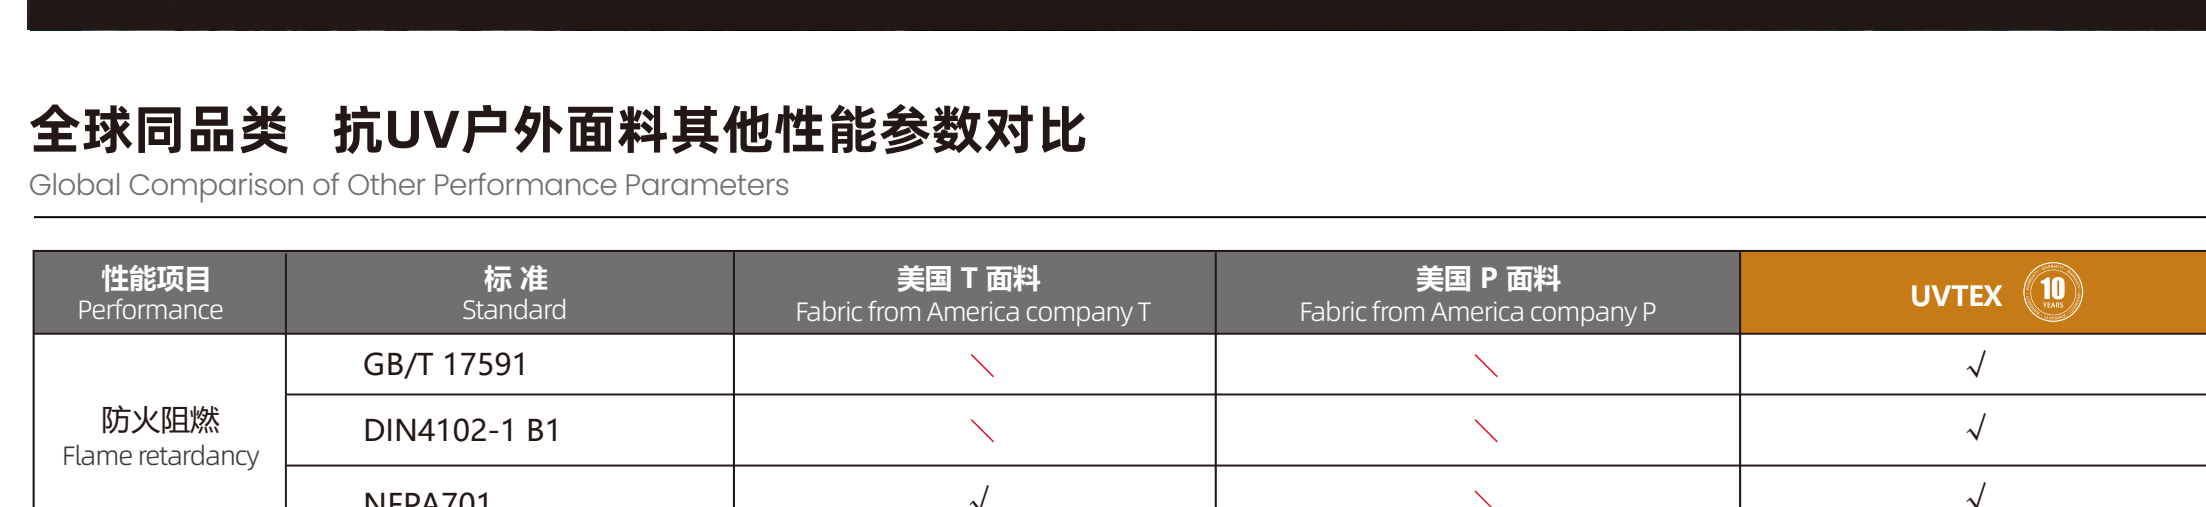 全球同品类 抗UV户外面料其他性能参数对比
Global Comparison of Other Performance Parameters
性能项目 标 准 美国 T 面料 美国 P 面料
Performance Standard Fabric from America company T Fabric from America company P UVTEX 10 YEARS
GB/T 17591 \ \ √
防火阻燃 DIN4102-1 B1 \ \ √
Flame retardancy
NFPA701 √ \ √